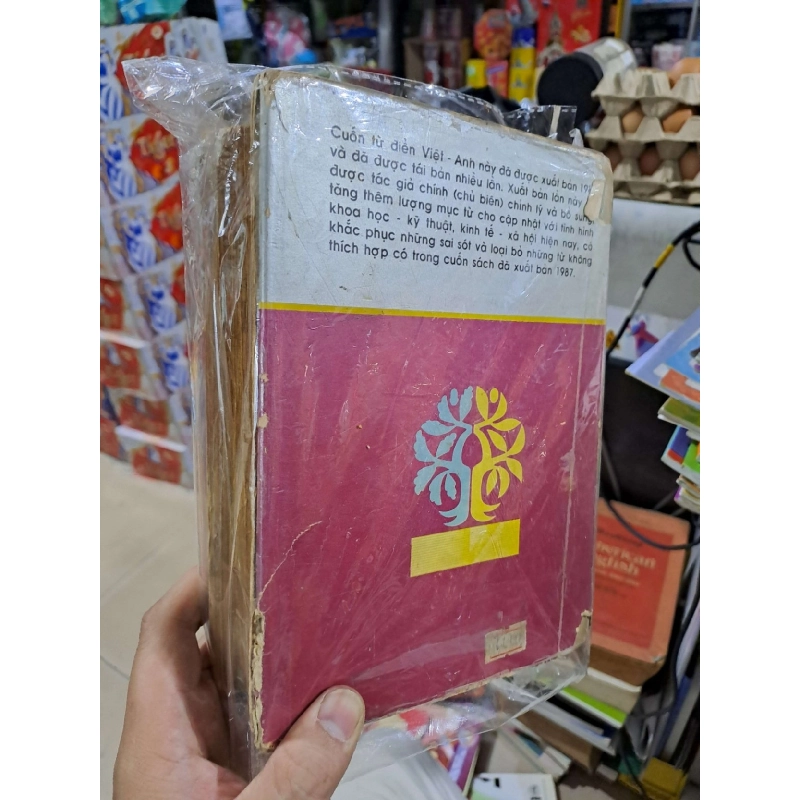 Cuốn từ điển Việt - Anh này đã được xuất bản
và đã được tái bản nhiều lần. Xuất bản lần này
được tác giả chính (chủ biên) chỉnh lý và bổ sung,
tăng thêm lượng mục từ cho cập nhật với tình hình
khoa học - kỹ thuật, kinh tế - xã hội hiện nay, có
khắc phục những sai sót và loại bỏ những từ không
thích hợp có trong cuốn sách đã xuất bản 1987.